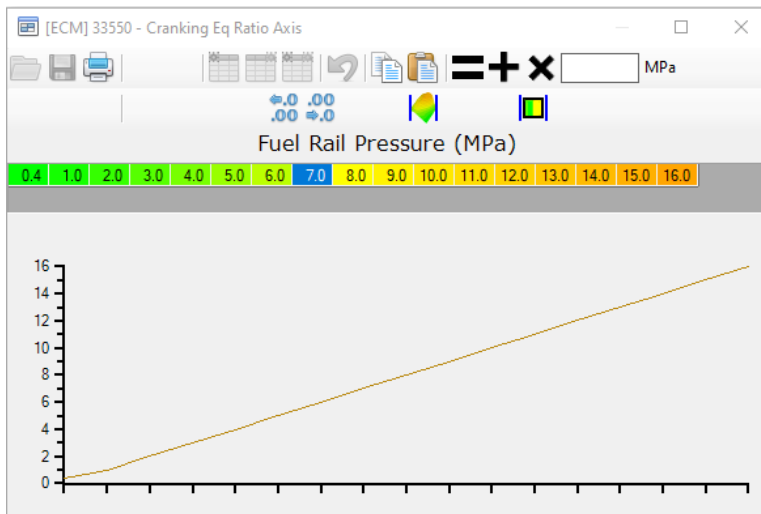 [ECM] 33550 - Cranking Eq Ratio Axis
MPa
.0 .00
.00 .0
Fuel Rail Pressure (MPa)
0.4 1.0 2.0 3.0 4.0 5.0 6.0 7.0 8.0 9.0 10.0 11.0 12.0 13.0 14.0 15.0 16.0
16
14
12
10
8
6
4
2
0